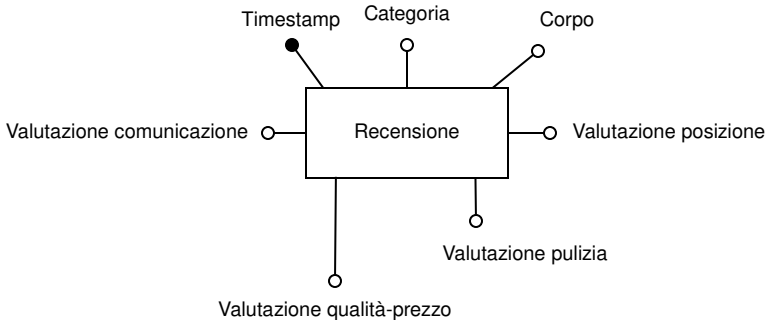 Timestamp
Categoria
Corpo
Valutazione comunicazione
Recensione
Valutazione posizione
Valutazione pulizia
Valutazione qualità-prezzo